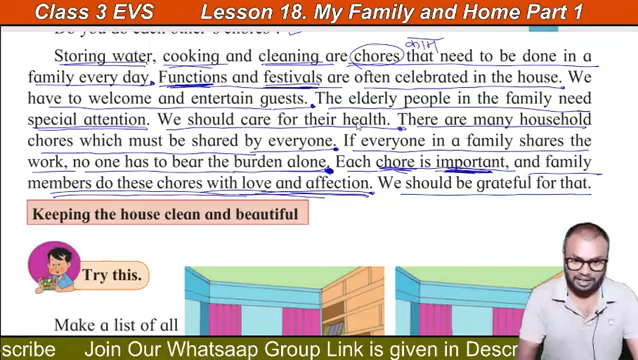 Class 3 EVS Lesson 18. My Family and Home Part 1
काम
Storing water, cooking and cleaning are chores that need to be done in a
family every day. Functions and festivals are often celebrated in the house. We
have to welcome and entertain guests. The elderly people in the family need
special attention. We should care for their health. There are many household
chores which must be shared by everyone. If everyone in a family shares the
work, no one has to bear the burden alone. Each chore is important, and family
members do these chores with love and affection. We should be grateful for that.
Keeping the house clean and beautiful
Try this.
Make a list of all
scribe Join Our Whatsaap Group Link is given in Descr